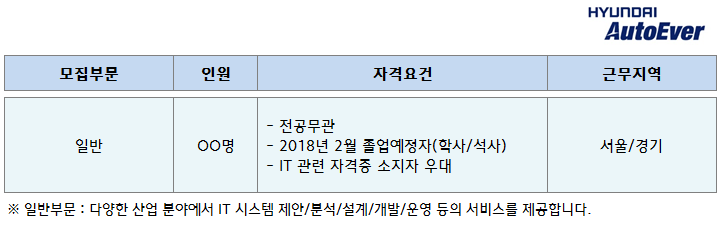 HYUNDAI
AutoEver
모집부문 인원 자격요건 근무지역
일반 OO명 - 전공무관
- 2018년 2월 졸업예정자(학사/석사)
- IT 관련 자격증 소지자 우대 서울/경기
※ 일반부문 : 다양한 산업 분야에서 IT 시스템 제안/분석/설계/개발/운영 등의 서비스를 제공합니다.